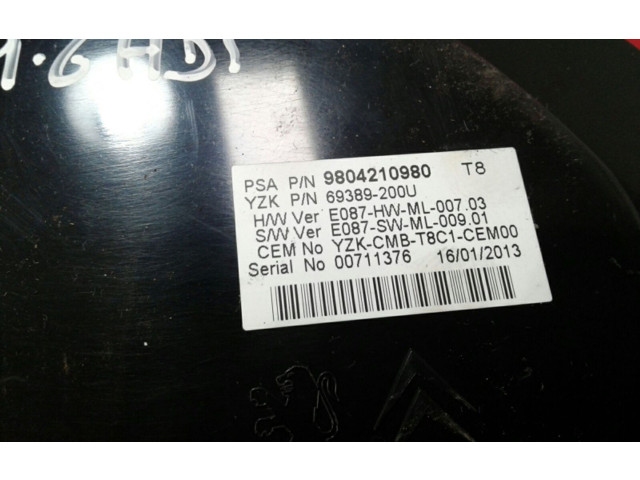 1.6 HDI
PSA P/N 9804210980 T8
YZK P/N 69389-200U
H/W Ver E087-HW-ML-007.03
S/W Ver E087-SW-ML-009.01
CEM No YZK-CMB-T8C1-CEM00
Serial No 00711376 16/01/2013